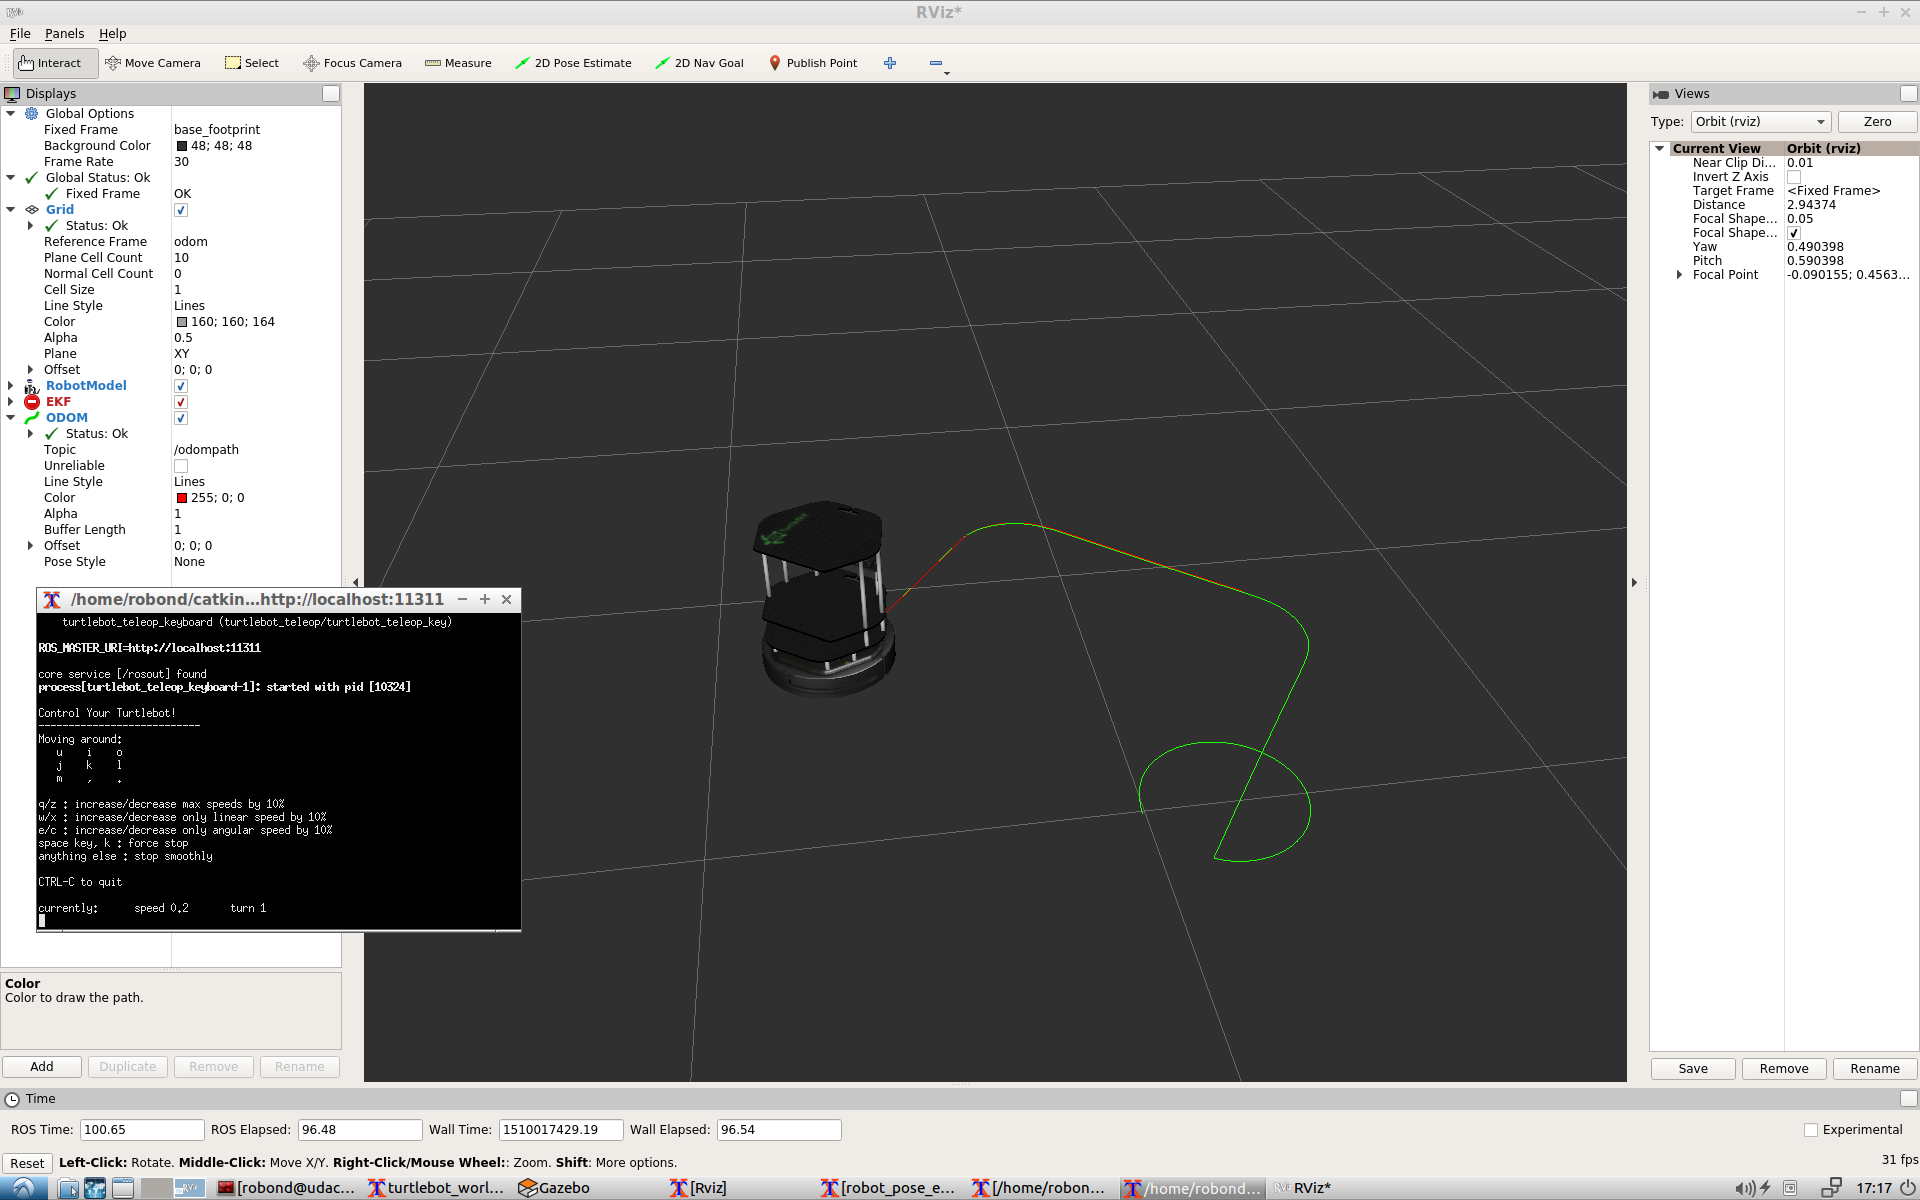 RViz*
File Panels Help
Interact Move Camera Select Focus Camera Measure 2D Pose Estimate 2D Nav Goal Publish Point
Displays
Global Options
Fixed Frame base_footprint
Background Color 48; 48; 48
Frame Rate 30
Global Status: Ok
Fixed Frame OK
Grid
Status: Ok
Reference Frame odom
Plane Cell Count 10
Normal Cell Count 0
Cell Size 1
Line Style Lines
Color 160; 160; 164
Alpha 0.5
Plane XY
Offset 0; 0; 0
RobotModel
EKF
ODOM
Status: Ok
Topic /odompath
Unreliable
Line Style Lines
Color 255; 0; 0
Alpha 1
Buffer Length 1
Offset 0; 0; 0
Pose Style None
/home/robond/catkin...http://localhost:11311
turtlebot_teleop_keyboard (turtlebot_teleop/turtlebot_teleop_key)
ROS_MASTER_URI=http://localhost:11311
core service [/rosout] found
process[turtlebot_teleop_keyboard-1]: started with pid [10324]
Control Your Turtlebot!
---------------------------
Moving around:
u i o
j k l
m , .
q/z : increase/decrease max speeds by 10%
w/x : increase/decrease only linear speed by 10%
e/c : increase/decrease only angular speed by 10%
space key, k : force stop
anything else : stop smoothly
CTRL-C to quit
currently: speed 0.2 turn 1
Color
Color to draw the path.
Add Duplicate Remove Rename
Views
Type: Orbit (rviz) Zero
Current View Orbit (rviz)
Near Clip Di... 0.01
Invert Z Axis
Target Frame <Fixed Frame>
Distance 2.94374
Focal Shape... 0.05
Focal Shape...
Yaw 0.490398
Pitch 0.590398
Focal Point -0.090155; 0.4563...
Save Remove Rename
Time
ROS Time: 100.65 ROS Elapsed: 96.48 Wall Time: 1510017429.19 Wall Elapsed: 96.54 Experimental
Reset Left-Click: Rotate. Middle-Click: Move X/Y. Right-Click/Mouse Wheel:: Zoom. Shift: More options. 31 fps
[robond@udac... turtlebot_worl... Gazebo [Rviz] [robot_pose_e... [/home/robon... /home/robond... RViz* 17:17